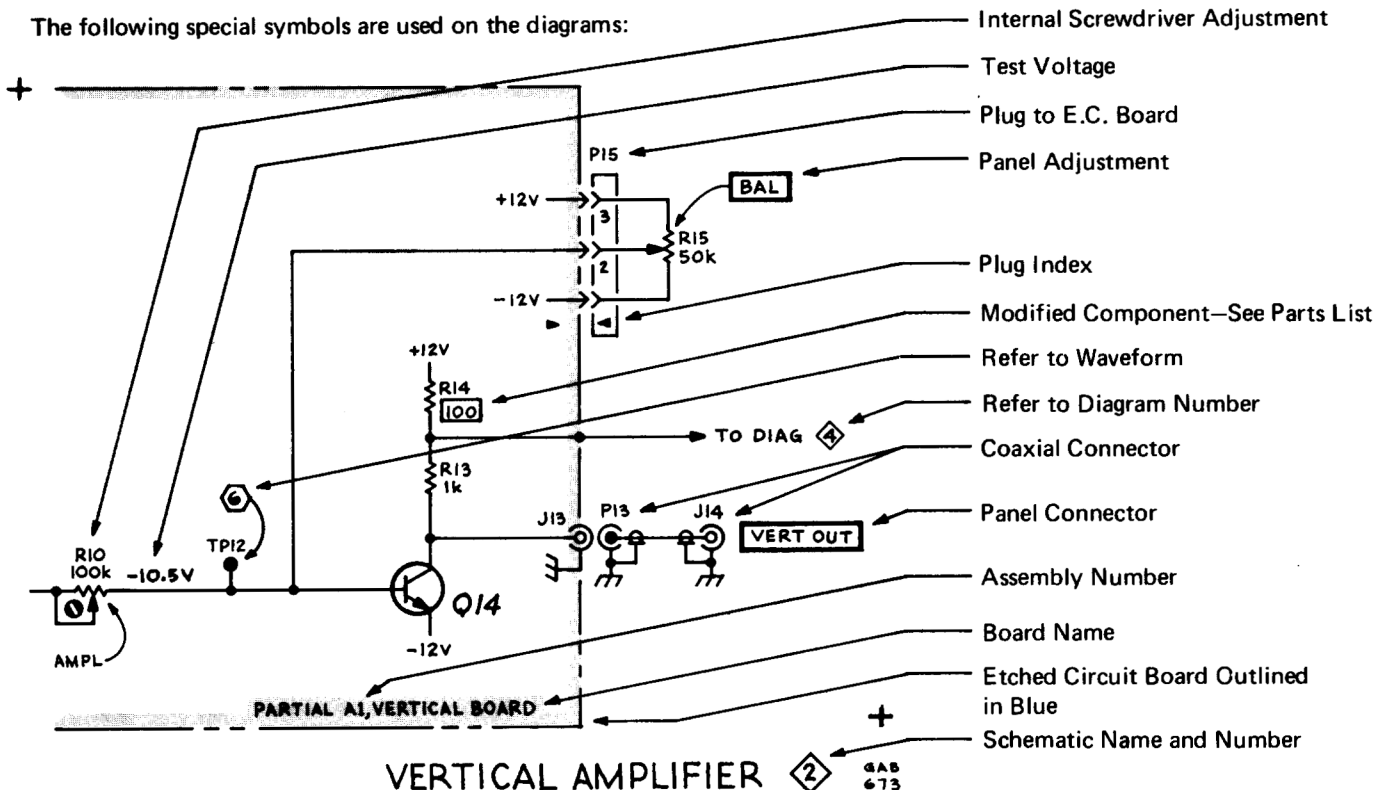 The following special symbols are used on the diagrams:
Internal Screwdriver Adjustment
Test Voltage
Plug to E.C. Board
P15
Panel Adjustment
BAL
+12V
3
R15
50k
2
Plug Index
-12V
Modified Component—See Parts List
+12V
Refer to Waveform
R14
100
Refer to Diagram Number
TO DIAG 4
Coaxial Connector
R13
1k
6
J13
P13
J14
Panel Connector
VERT OUT
TP12
R10
100k
-10.5V
Assembly Number
Q14
Board Name
-12V
AMPL
Etched Circuit Board Outlined
in Blue
PARTIAL A1, VERTICAL BOARD
Schematic Name and Number
VERTICAL AMPLIFIER 2
GAB
673